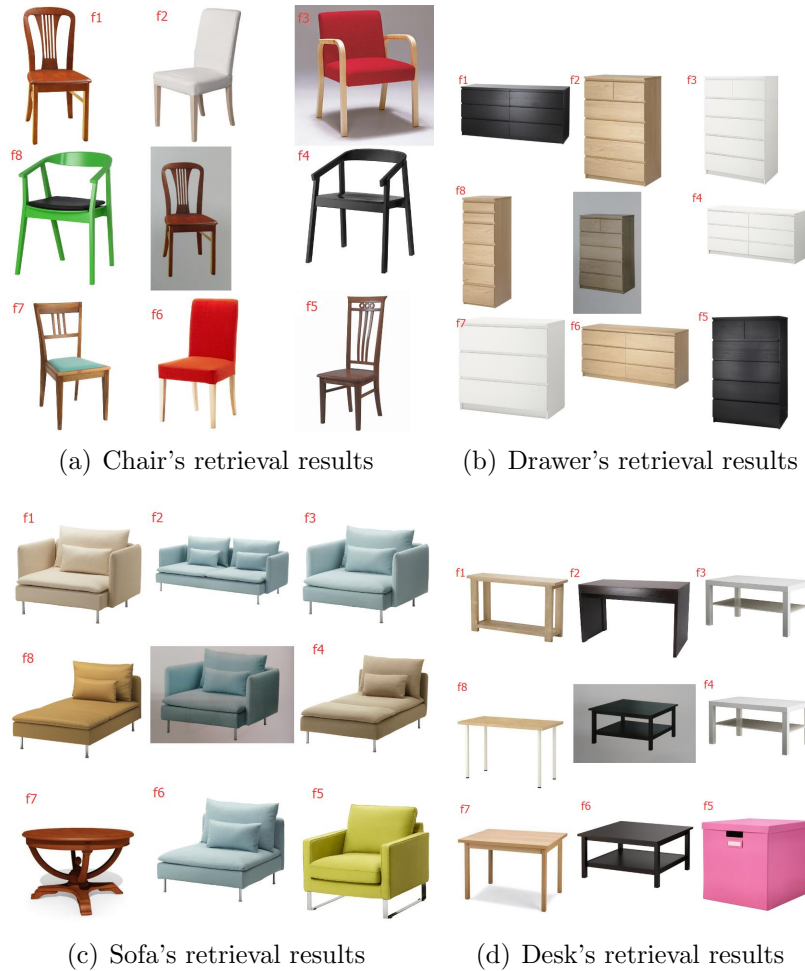 f1 f2 f3
f8 f4
f7 f6 f5
(a) Chair's retrieval results
f1 f2 f3
f8 f4
f7 f6 f5
(b) Drawer's retrieval results
f1 f2 f3
f8 f4
f7 f6 f5
(c) Sofa's retrieval results
f1 f2 f3
f8 f4
f7 f6 f5
(d) Desk's retrieval results